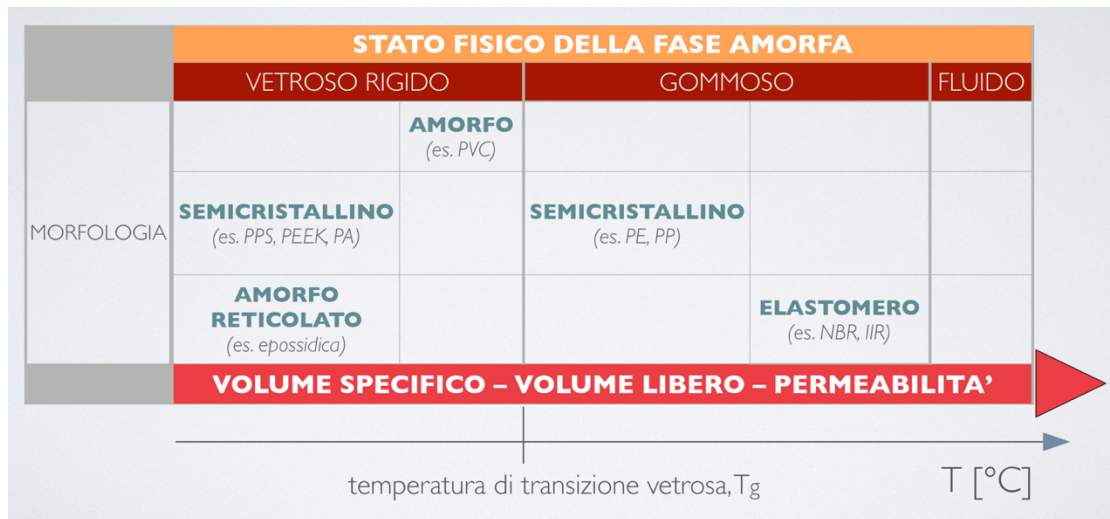 STATO FISICO DELLA FASE AMORFA
VETROSO RIGIDO
GOMMOSO
FLUIDO
MORFOLOGIA
AMORFO
(es. PVC)
SEMICRISTALLINO
(es. PPS, PEEK, PA)
SEMICRISTALLINO
(es. PE, PP)
AMORFO
RETICOLATO
(es. epossidica)
ELASTOMERO
(es. NBR, IIR)
VOLUME SPECIFICO – VOLUME LIBERO – PERMEABILITA’
temperatura di transizione vetrosa,Tg
T [°C]